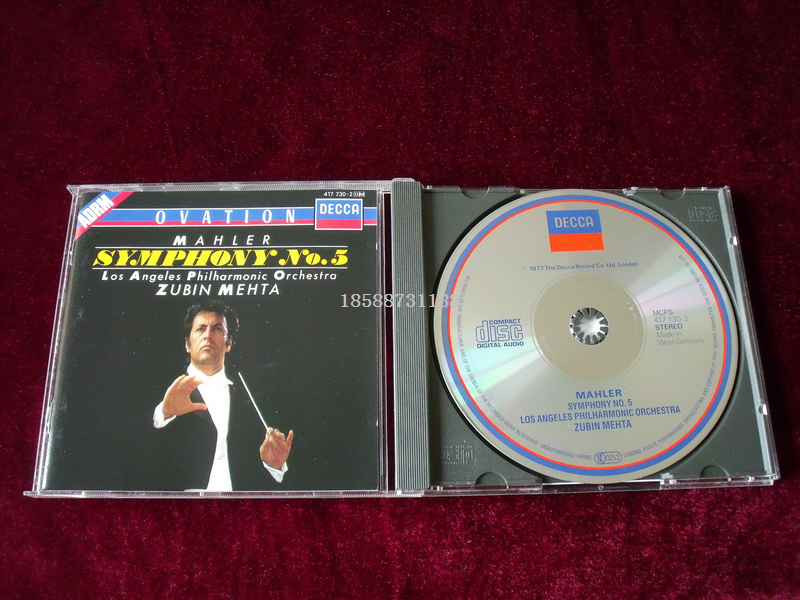 417 730-2
ADRM
OVATION
DECCA
MAHLER
SYMPHONY No. 5
Los Angeles Philharmonic Orchestra
ZUBIN MEHTA
DECCA
1977 The Decca Record Co. Ltd. London
COMPACT
disc
DIGITAL AUDIO
MCPS
417 730-2
STEREO
Made in
West Germany
MAHLER
SYMPHONY NO. 5
LOS ANGELES PHILHARMONIC ORCHESTRA
ZUBIN MEHTA